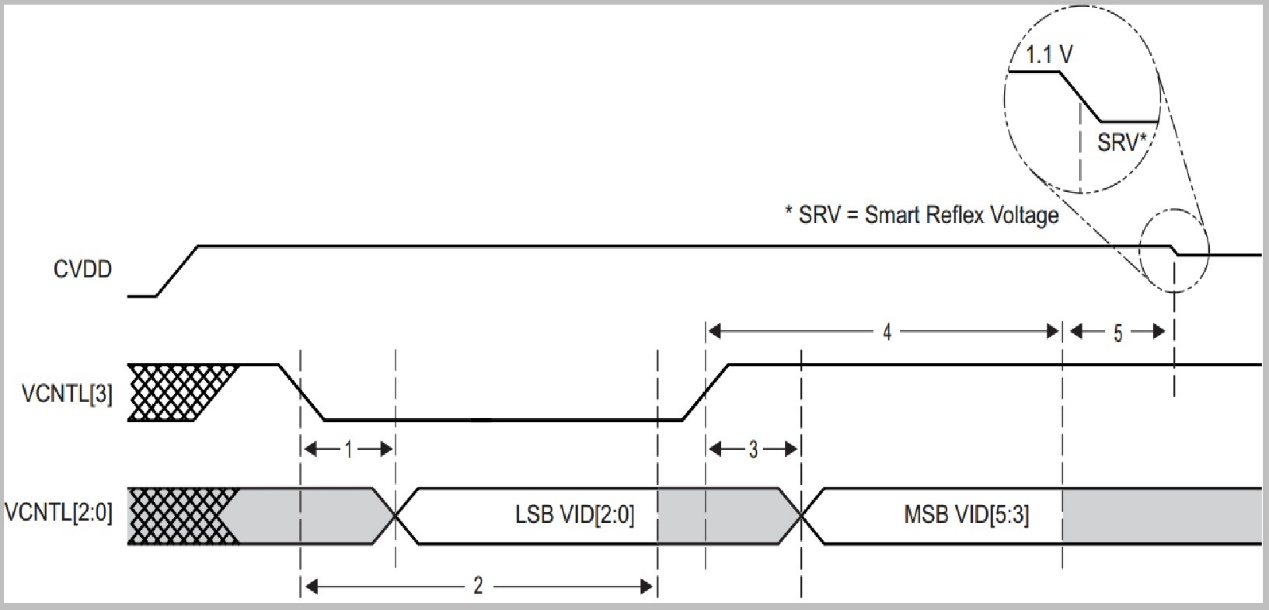 1.1 V
SRV*
* SRV = Smart Reflex Voltage
CVDD
4
5
VCNTL[3]
1
3
VCNTL[2:0]
LSB VID[2:0]
MSB VID[5:3]
2